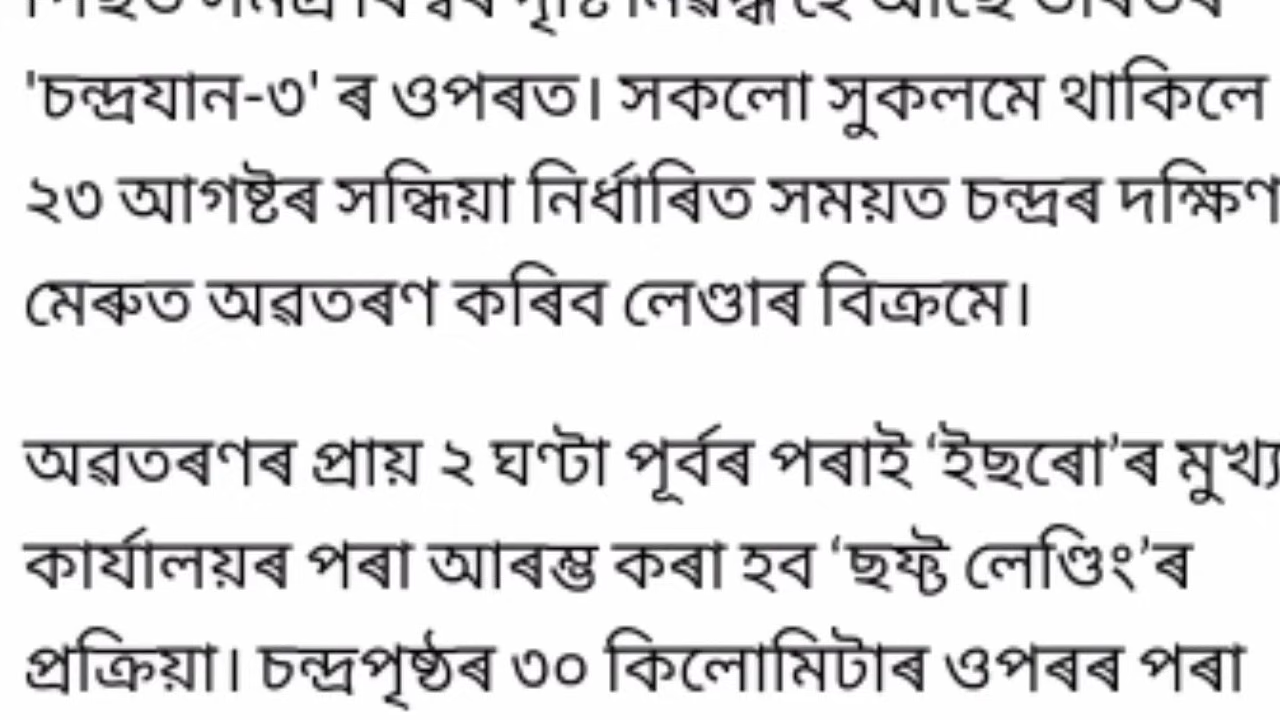 'চন্দ্ৰযান-৩' ৰ ওপৰত। সকলো সুকলমে থাকিলে
২৩ আগষ্টৰ সন্ধিয়া নিৰ্ধাৰিত সময়ত চন্দ্ৰৰ দক্ষিণ
মেৰুত অৱতৰণ কৰিব লেণ্ডাৰ বিক্ৰমে।
অৱতৰণৰ প্ৰায় ২ ঘণ্টা পূৰ্বৰ পৰাই ‘ইছৰো’ৰ মুখ্য
কাৰ্যালয়ৰ পৰা আৰম্ভ কৰা হব ‘ছফ্ট লেণ্ডিং’ৰ
প্ৰক্ৰিয়া। চন্দ্ৰপৃষ্ঠৰ ৩০ কিলোমিটাৰ ওপৰৰ পৰা